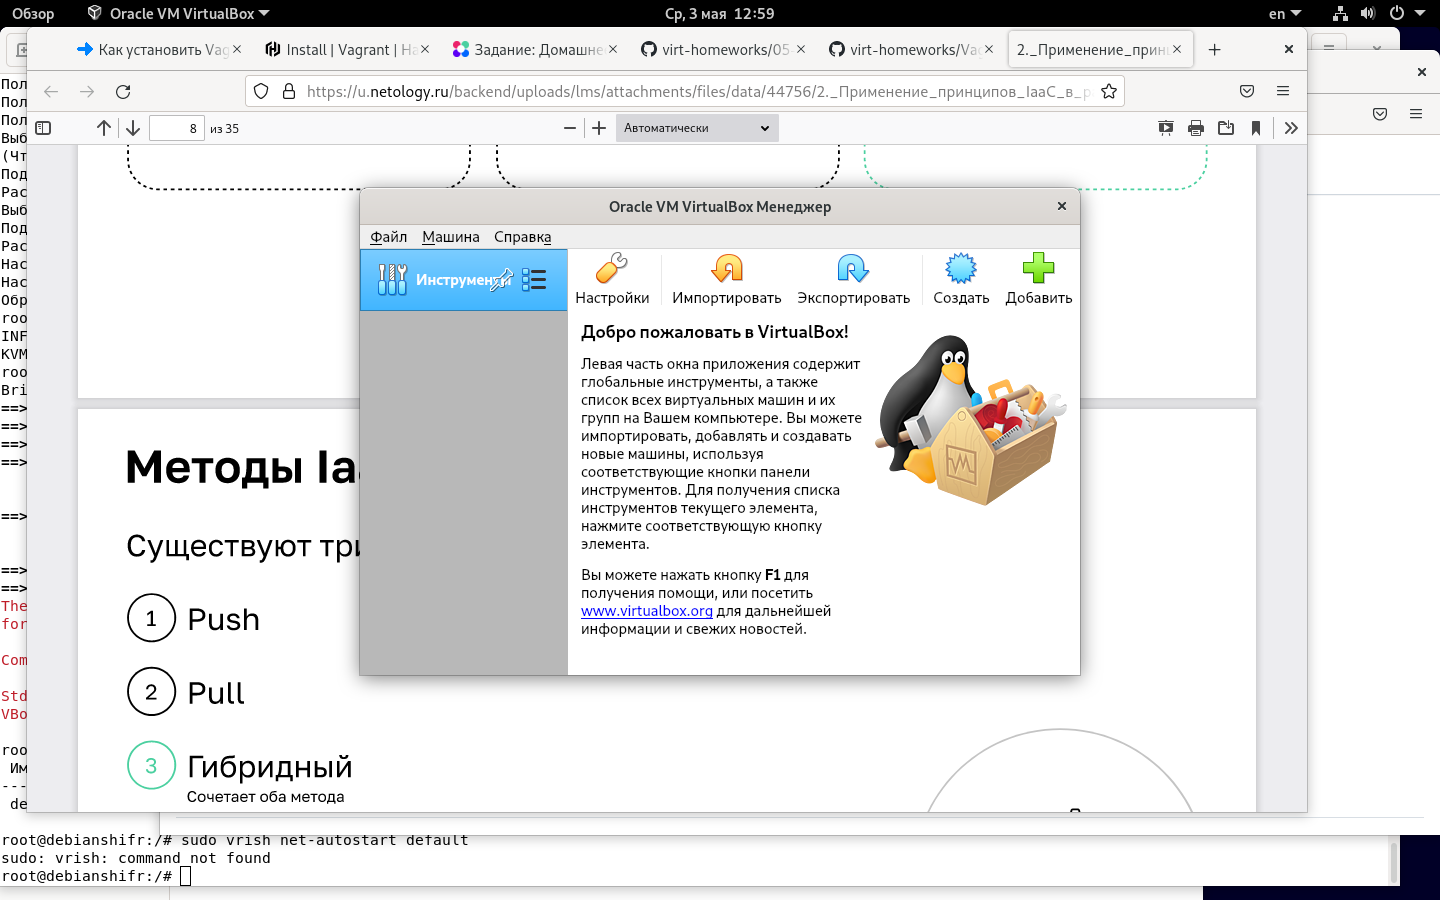 Обзор
Oracle VM VirtualBox
Ср, 3 мая 12:59
en
Как установить Vag
Install | Vagrant | Ha
Задание: Домашне
virt-homeworks/05-
virt-homeworks/Vag
2._Применение_прин
https://u.netology.ru/backend/uploads/lms/attachments/files/data/44756/2._Применение_принципов_IaaC_в_р
8 из 35
Автоматически
Oracle VM VirtualBox Менеджер
Файл Машина Справка
Инструменты
Настройки
Импортировать
Экспортировать
Создать
Добавить
Добро пожаловать в VirtualBox!
Левая часть окна приложения содержит
глобальные инструменты, а также
список всех виртуальных машин и их
групп на Вашем компьютере. Вы можете
импортировать, добавлять и создавать
новые машины, используя
соответствующие кнопки панели
инструментов. Для получения списка
инструментов текущего элемента,
нажмите соответствующую кнопку
элемента.
Вы можете нажать кнопку F1 для
получения помощи, или посетить
www.virtualbox.org для дальнейшей
информации и свежих новостей.
Методы Iaa
Существуют три
1 Push
2 Pull
3 Гибридный
Сочетает оба метода
Пол
Пол
Пол
Выб
(Чт
Под
Рас
Выб
Под
Рас
Нас
Нас
Обр
roo
INF
KVM
roo
Bri
==>
==>
==>
==>
==>
==>
==>
The
for
Com
Std
VBo
roo
Им
---
de
root@debianshifr:/# sudo vrish net-autostart default
sudo: vrish: command not found
root@debianshifr:/#